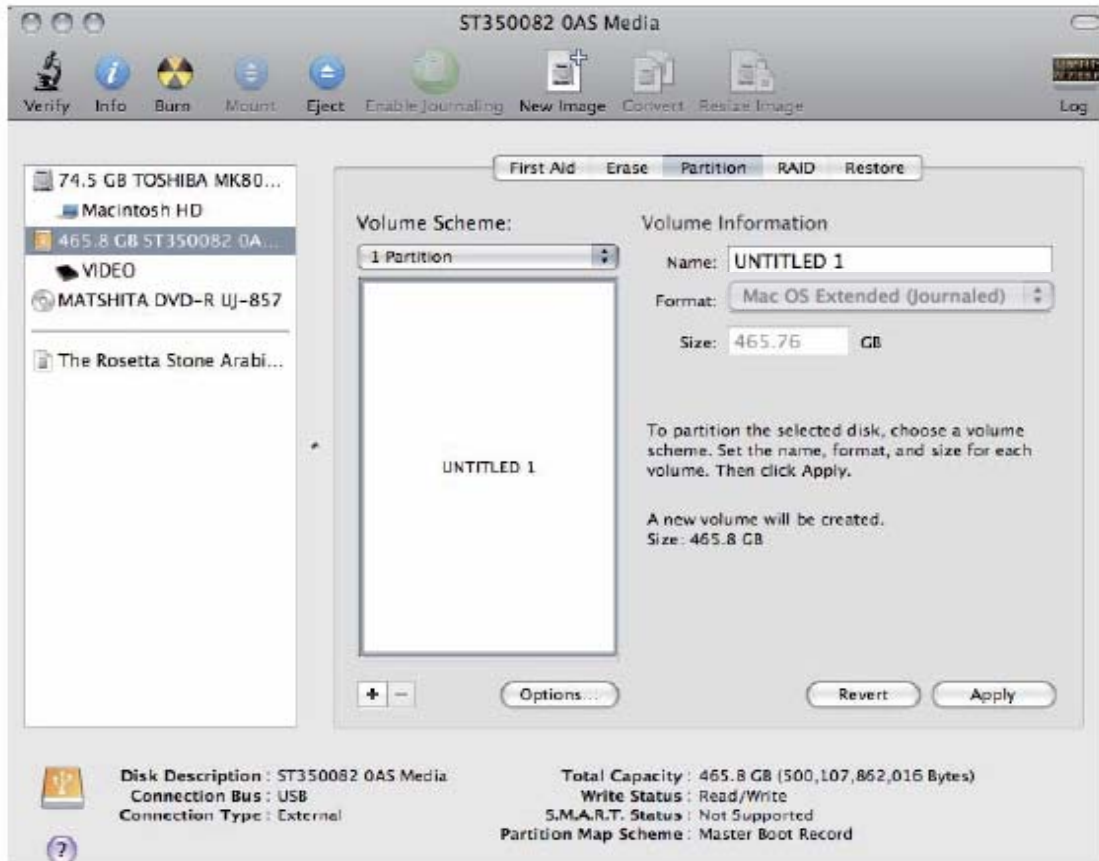 ST350082 0AS Media
Verify Info Burn Mount Eject Enable Journaling New Image Convert Resize Image Log
74.5 GB TOSHIBA MK80...
Macintosh HD
465.8 GB ST350082 0A...
VIDEO
MATSHITA DVD-R UJ-857
The Rosetta Stone Arabi...
First Aid Erase Partition RAID Restore
Volume Scheme:
1 Partition
UNTITLED 1
+ − Options...
Volume Information
Name: UNTITLED 1
Format: Mac OS Extended (Journaled)
Size: 465.76 GB
To partition the selected disk, choose a volume
scheme. Set the name, format, and size for each
volume. Then click Apply.
A new volume will be created.
Size: 465.8 GB
Revert Apply
Disk Description : ST350082 0AS Media
Connection Bus : USB
Connection Type : External
Total Capacity : 465.8 GB (500,107,862,016 Bytes)
Write Status : Read/Write
S.M.A.R.T. Status : Not Supported
Partition Map Scheme : Master Boot Record
?